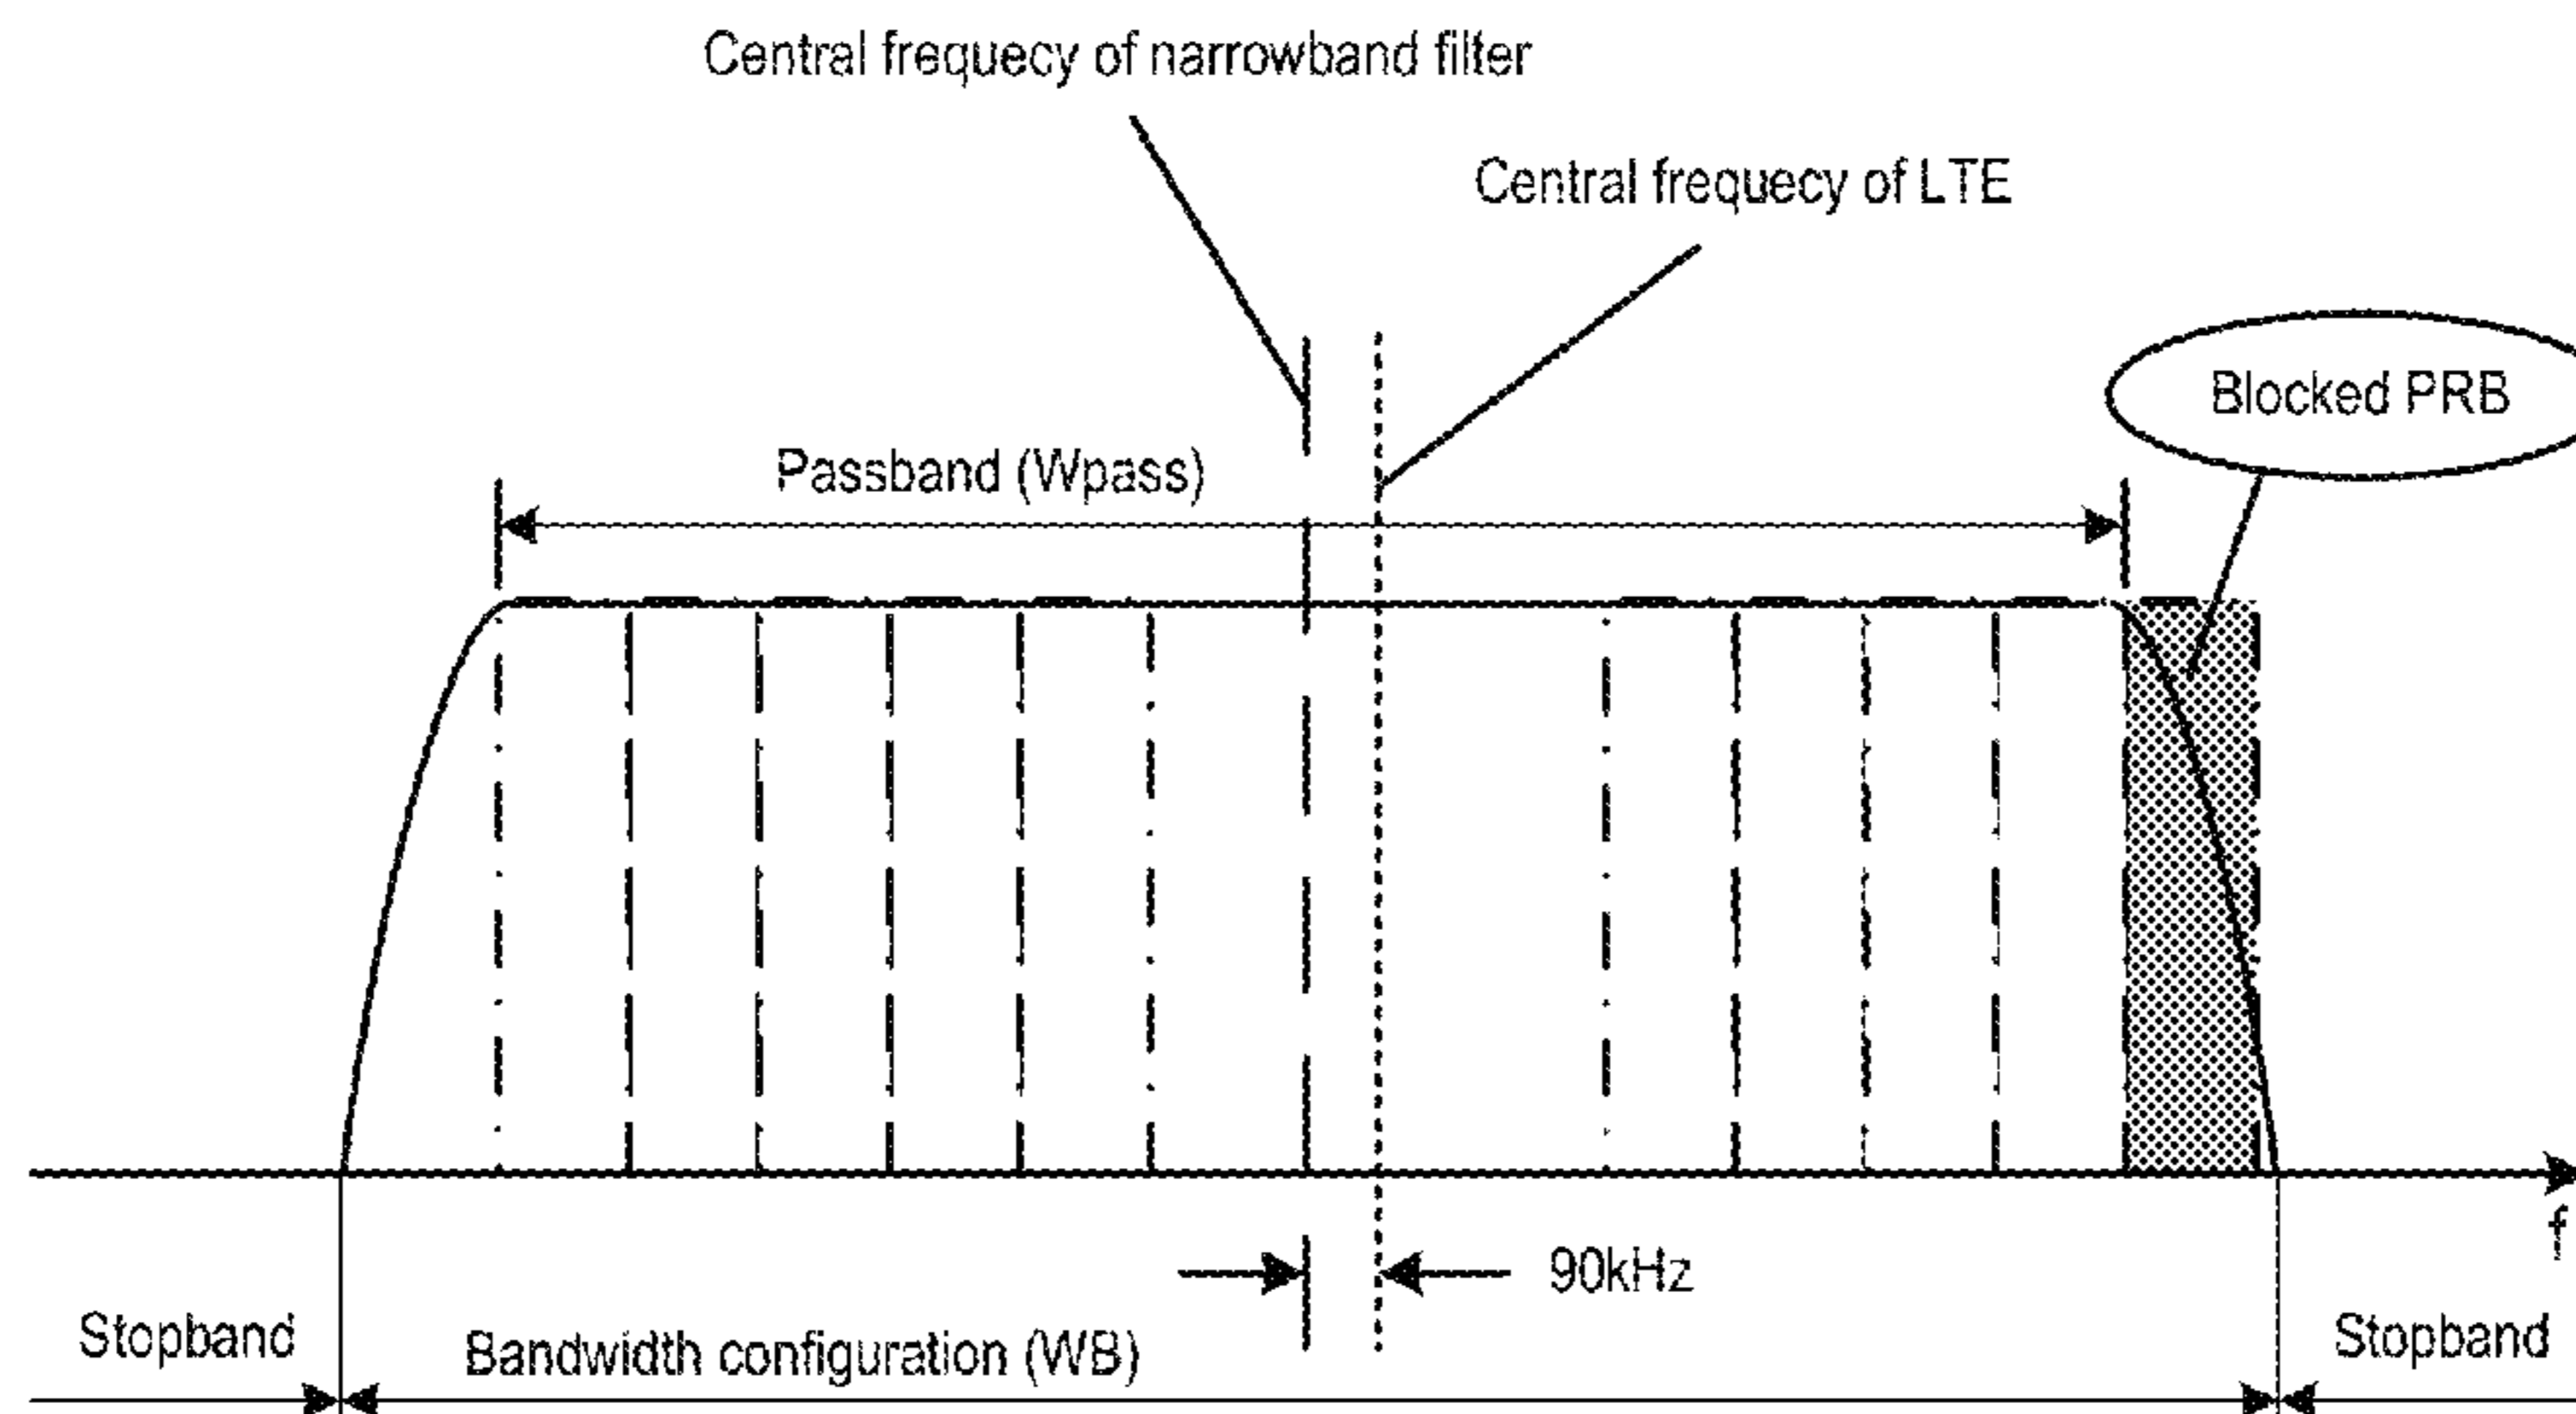 Central frequecy of narrowband filter
Central frequecy of LTE
Blocked PRB
Passband (Wpass)
f
90kHz
Stopband
Bandwidth configuration (WB)
Stopband